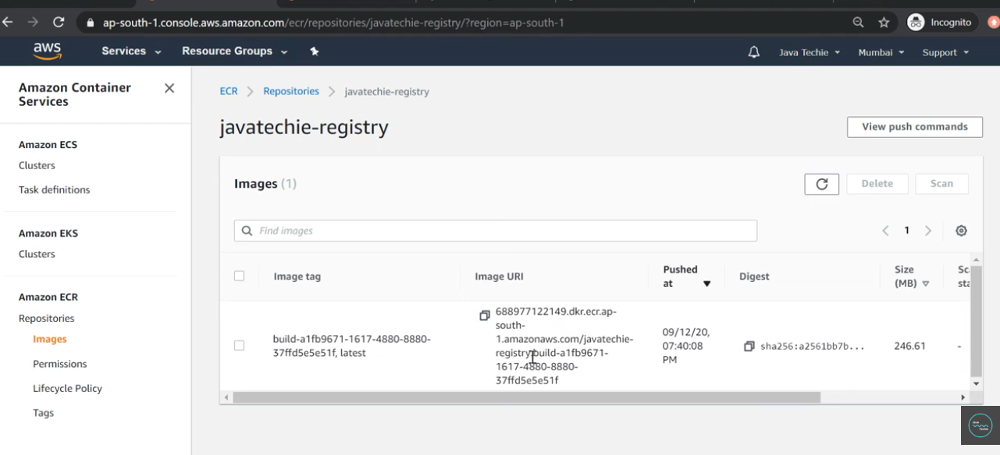 ap-south-1.console.aws.amazon.com/ecr/repositories/javatechie-registry/?region=ap-south-1
Incognito
aws
Services
Resource Groups
Java Techie
Mumbai
Support
Amazon Container
Services
Amazon ECS
Clusters
Task definitions
Amazon EKS
Clusters
Amazon ECR
Repositories
Images
Permissions
Lifecycle Policy
Tags
ECR
Repositories
javatechie-registry
javatechie-registry
View push commands
Images (1)
Delete
Scan
Find images
1
Image tag
Image URI
Pushed
at
Digest
Size
(MB)
Sc
sta
build-a1fb9671-1617-4880-8880-
37ffd5e5e51f, latest
688977122149.dkr.ecr.ap-
south-
1.amazonaws.com/javatechie-
registry:build-a1fb9671-
1617-4880-8880-
37ffd5e5e51f
09/12/20,
07:40:08
PM
sha256:a2561bb7b...
246.61
-
Java
Techie